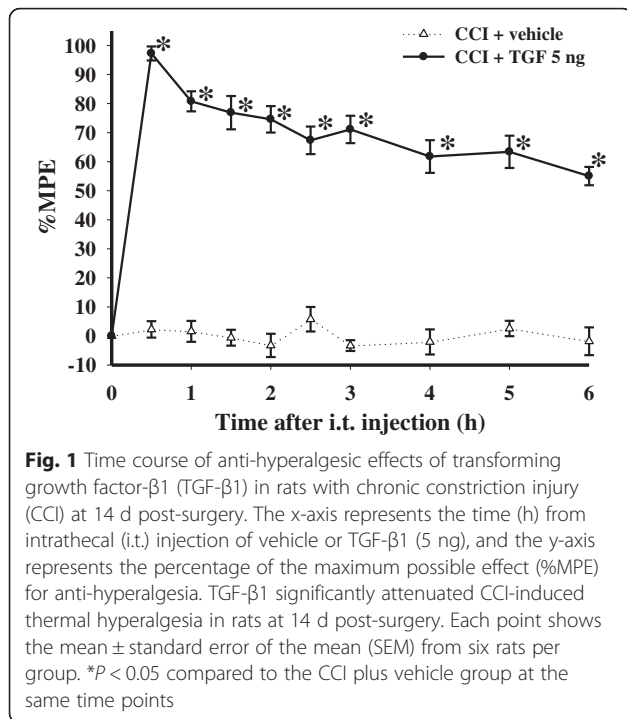 CCI + vehicle
CCI + TGF 5 ng
%MPE
100
90
80
70
60
50
40
30
20
10
0
-10
* * * * * * * * *
0 1 2 3 4 5 6
Time after i.t. injection (h)
Fig. 1 Time course of anti-hyperalgesic effects of transforming
growth factor-β1 (TGF-β1) in rats with chronic constriction injury
(CCI) at 14 d post-surgery. The x-axis represents the time (h) from
intrathecal (i.t.) injection of vehicle or TGF-β1 (5 ng), and the y-axis
represents the percentage of the maximum possible effect (%MPE)
for anti-hyperalgesia. TGF-β1 significantly attenuated CCI-induced
thermal hyperalgesia in rats at 14 d post-surgery. Each point shows
the mean ± standard error of the mean (SEM) from six rats per
group. *P < 0.05 compared to the CCI plus vehicle group at the
same time points